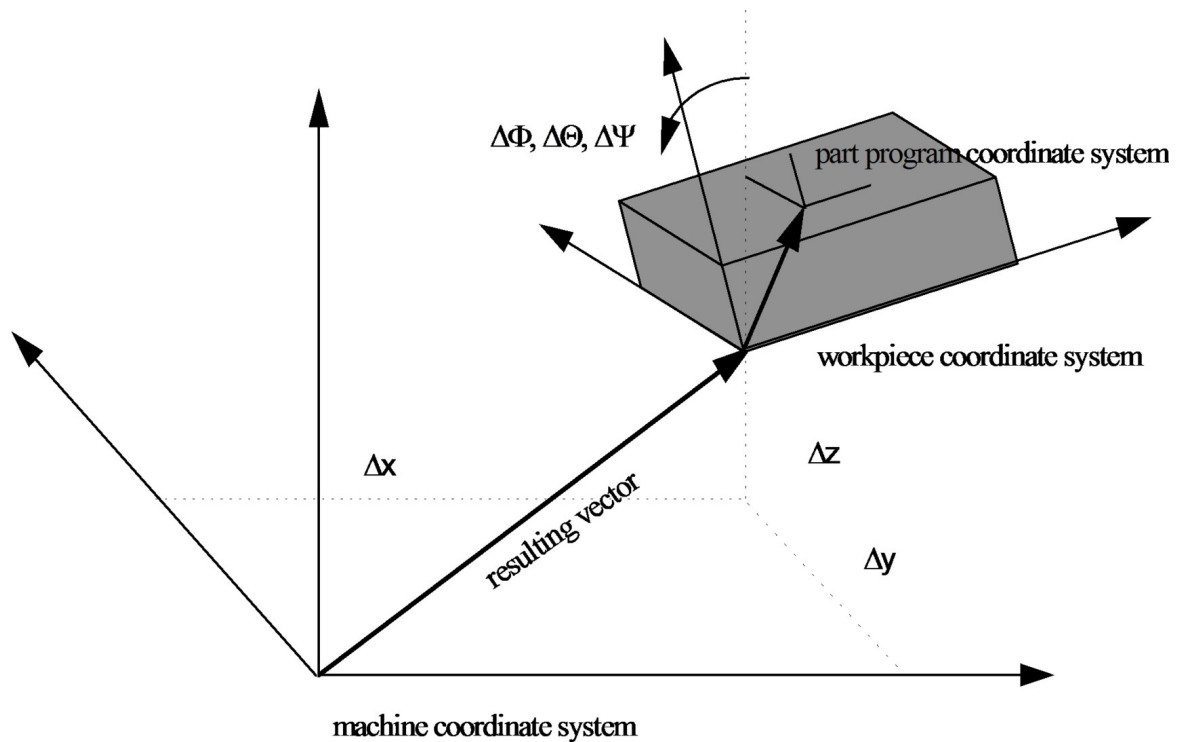 ΔΦ, ΔΘ, ΔΨ
part program coordinate system
workpiece coordinate system
Δx
Δz
resulting vector
Δy
machine coordinate system